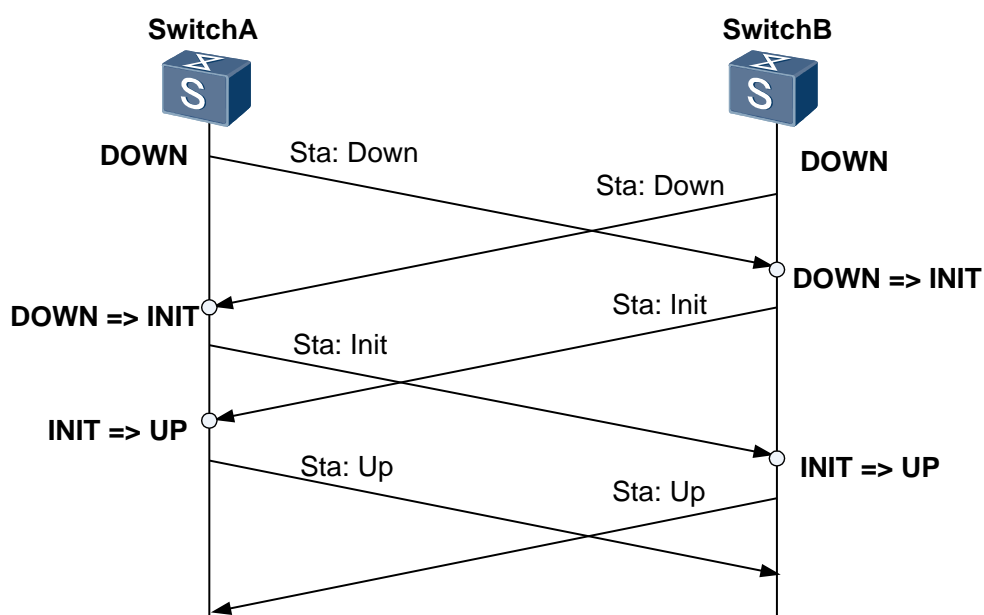 SwitchA
SwitchB
S
S
DOWN
Sta: Down
DOWN
Sta: Down
DOWN => INIT
Sta: Init
DOWN => INIT
Sta: Init
INIT => UP
Sta: Up
INIT => UP
Sta: Up